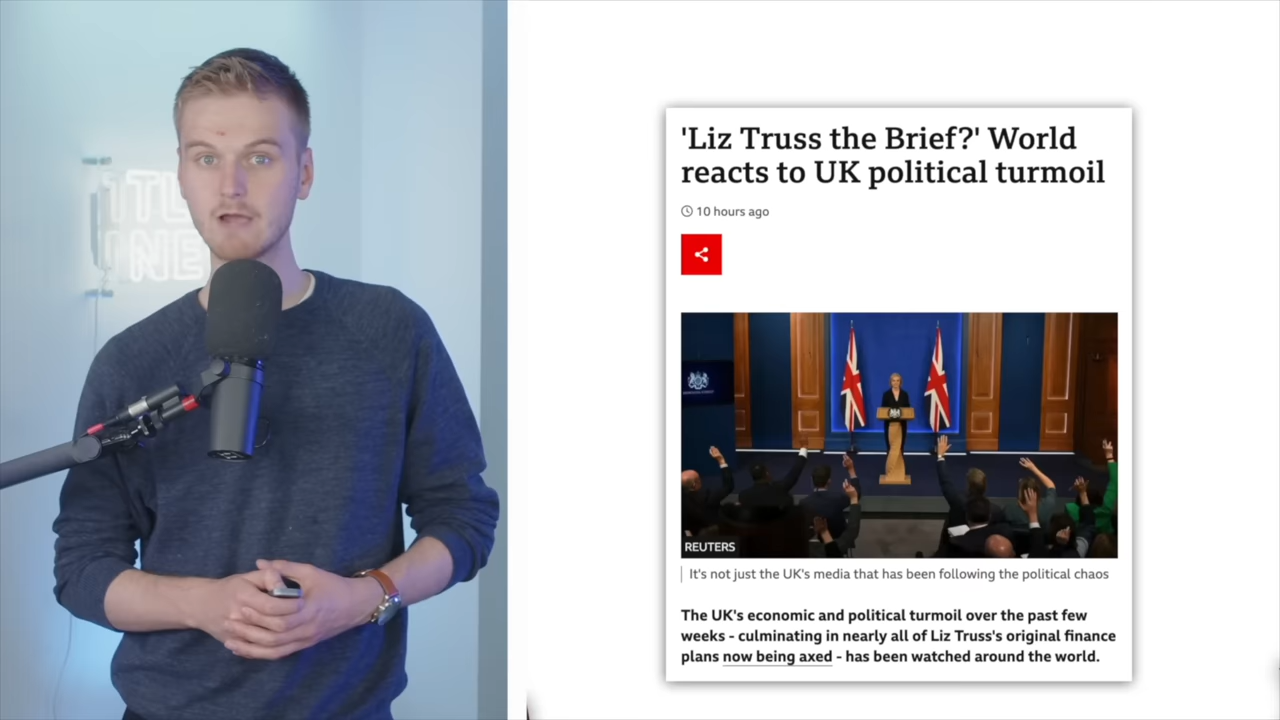 'Liz Truss the Brief?' World
reacts to UK political turmoil
10 hours ago
REUTERS
It's not just the UK's media that has been following the political chaos
The UK's economic and political turmoil over the past few
weeks - culminating in nearly all of Liz Truss's original finance
plans now being axed - has been watched around the world.